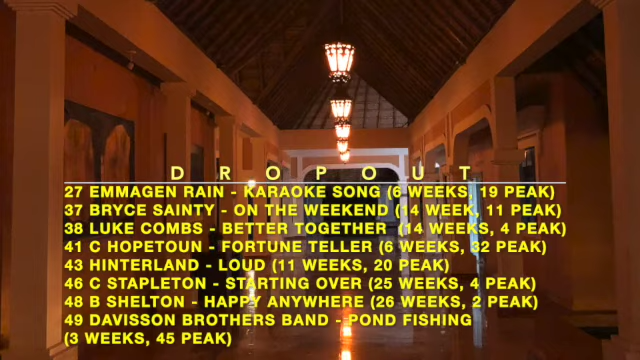 DROPOUT
27 EMMAGEN RAIN - KARAOKE SONG (6 WEEKS, 19 PEAK)
37 BRYCE SAINTY - ON THE WEEKEND (14 WEEK, 11 PEAK)
38 LUKE COMBS - BETTER TOGETHER (14 WEEKS, 4 PEAK)
41 C HOPETOUN - FORTUNE TELLER (6 WEEKS, 32 PEAK)
43 HINTERLAND - LOUD (11 WEEKS, 20 PEAK)
46 C STAPLETON - STARTING OVER (25 WEEKS, 4 PEAK)
48 B SHELTON - HAPPY ANYWHERE (26 WEEKS, 2 PEAK)
49 DAVISSON BROTHERS BAND - POND FISHING
(3 WEEKS, 45 PEAK)